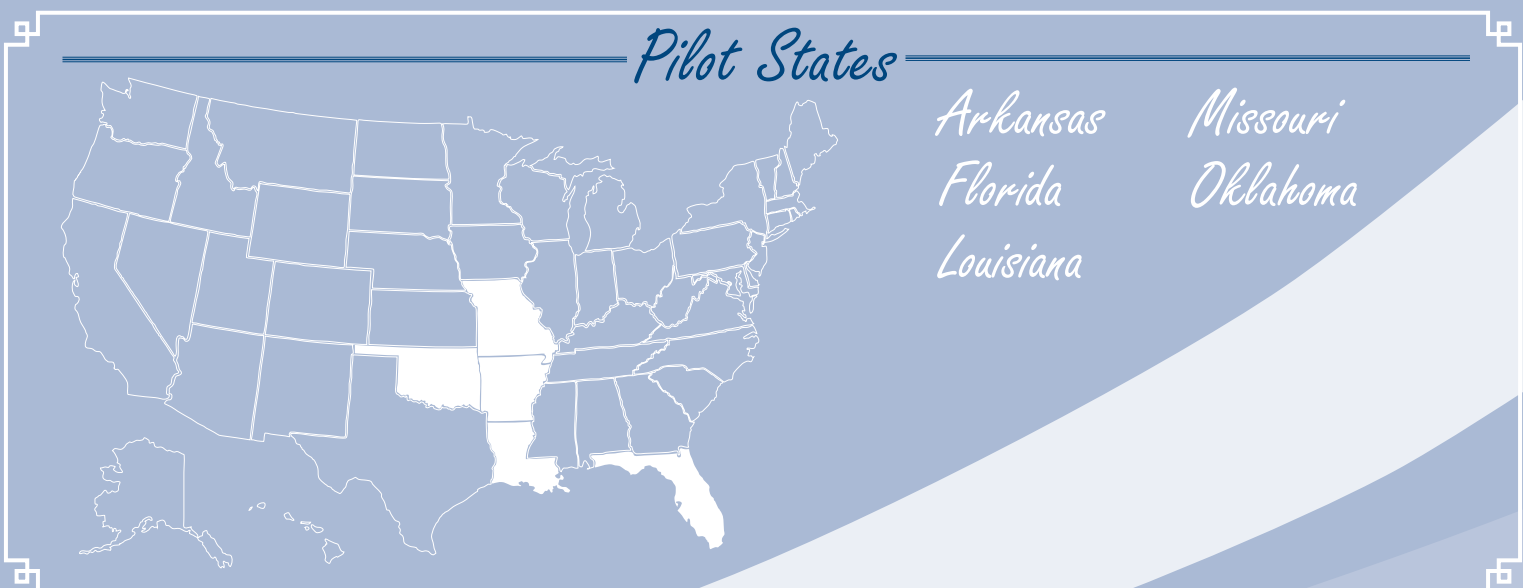 Pilot States
Arkansas
Florida
Louisiana
Missouri
Oklahoma